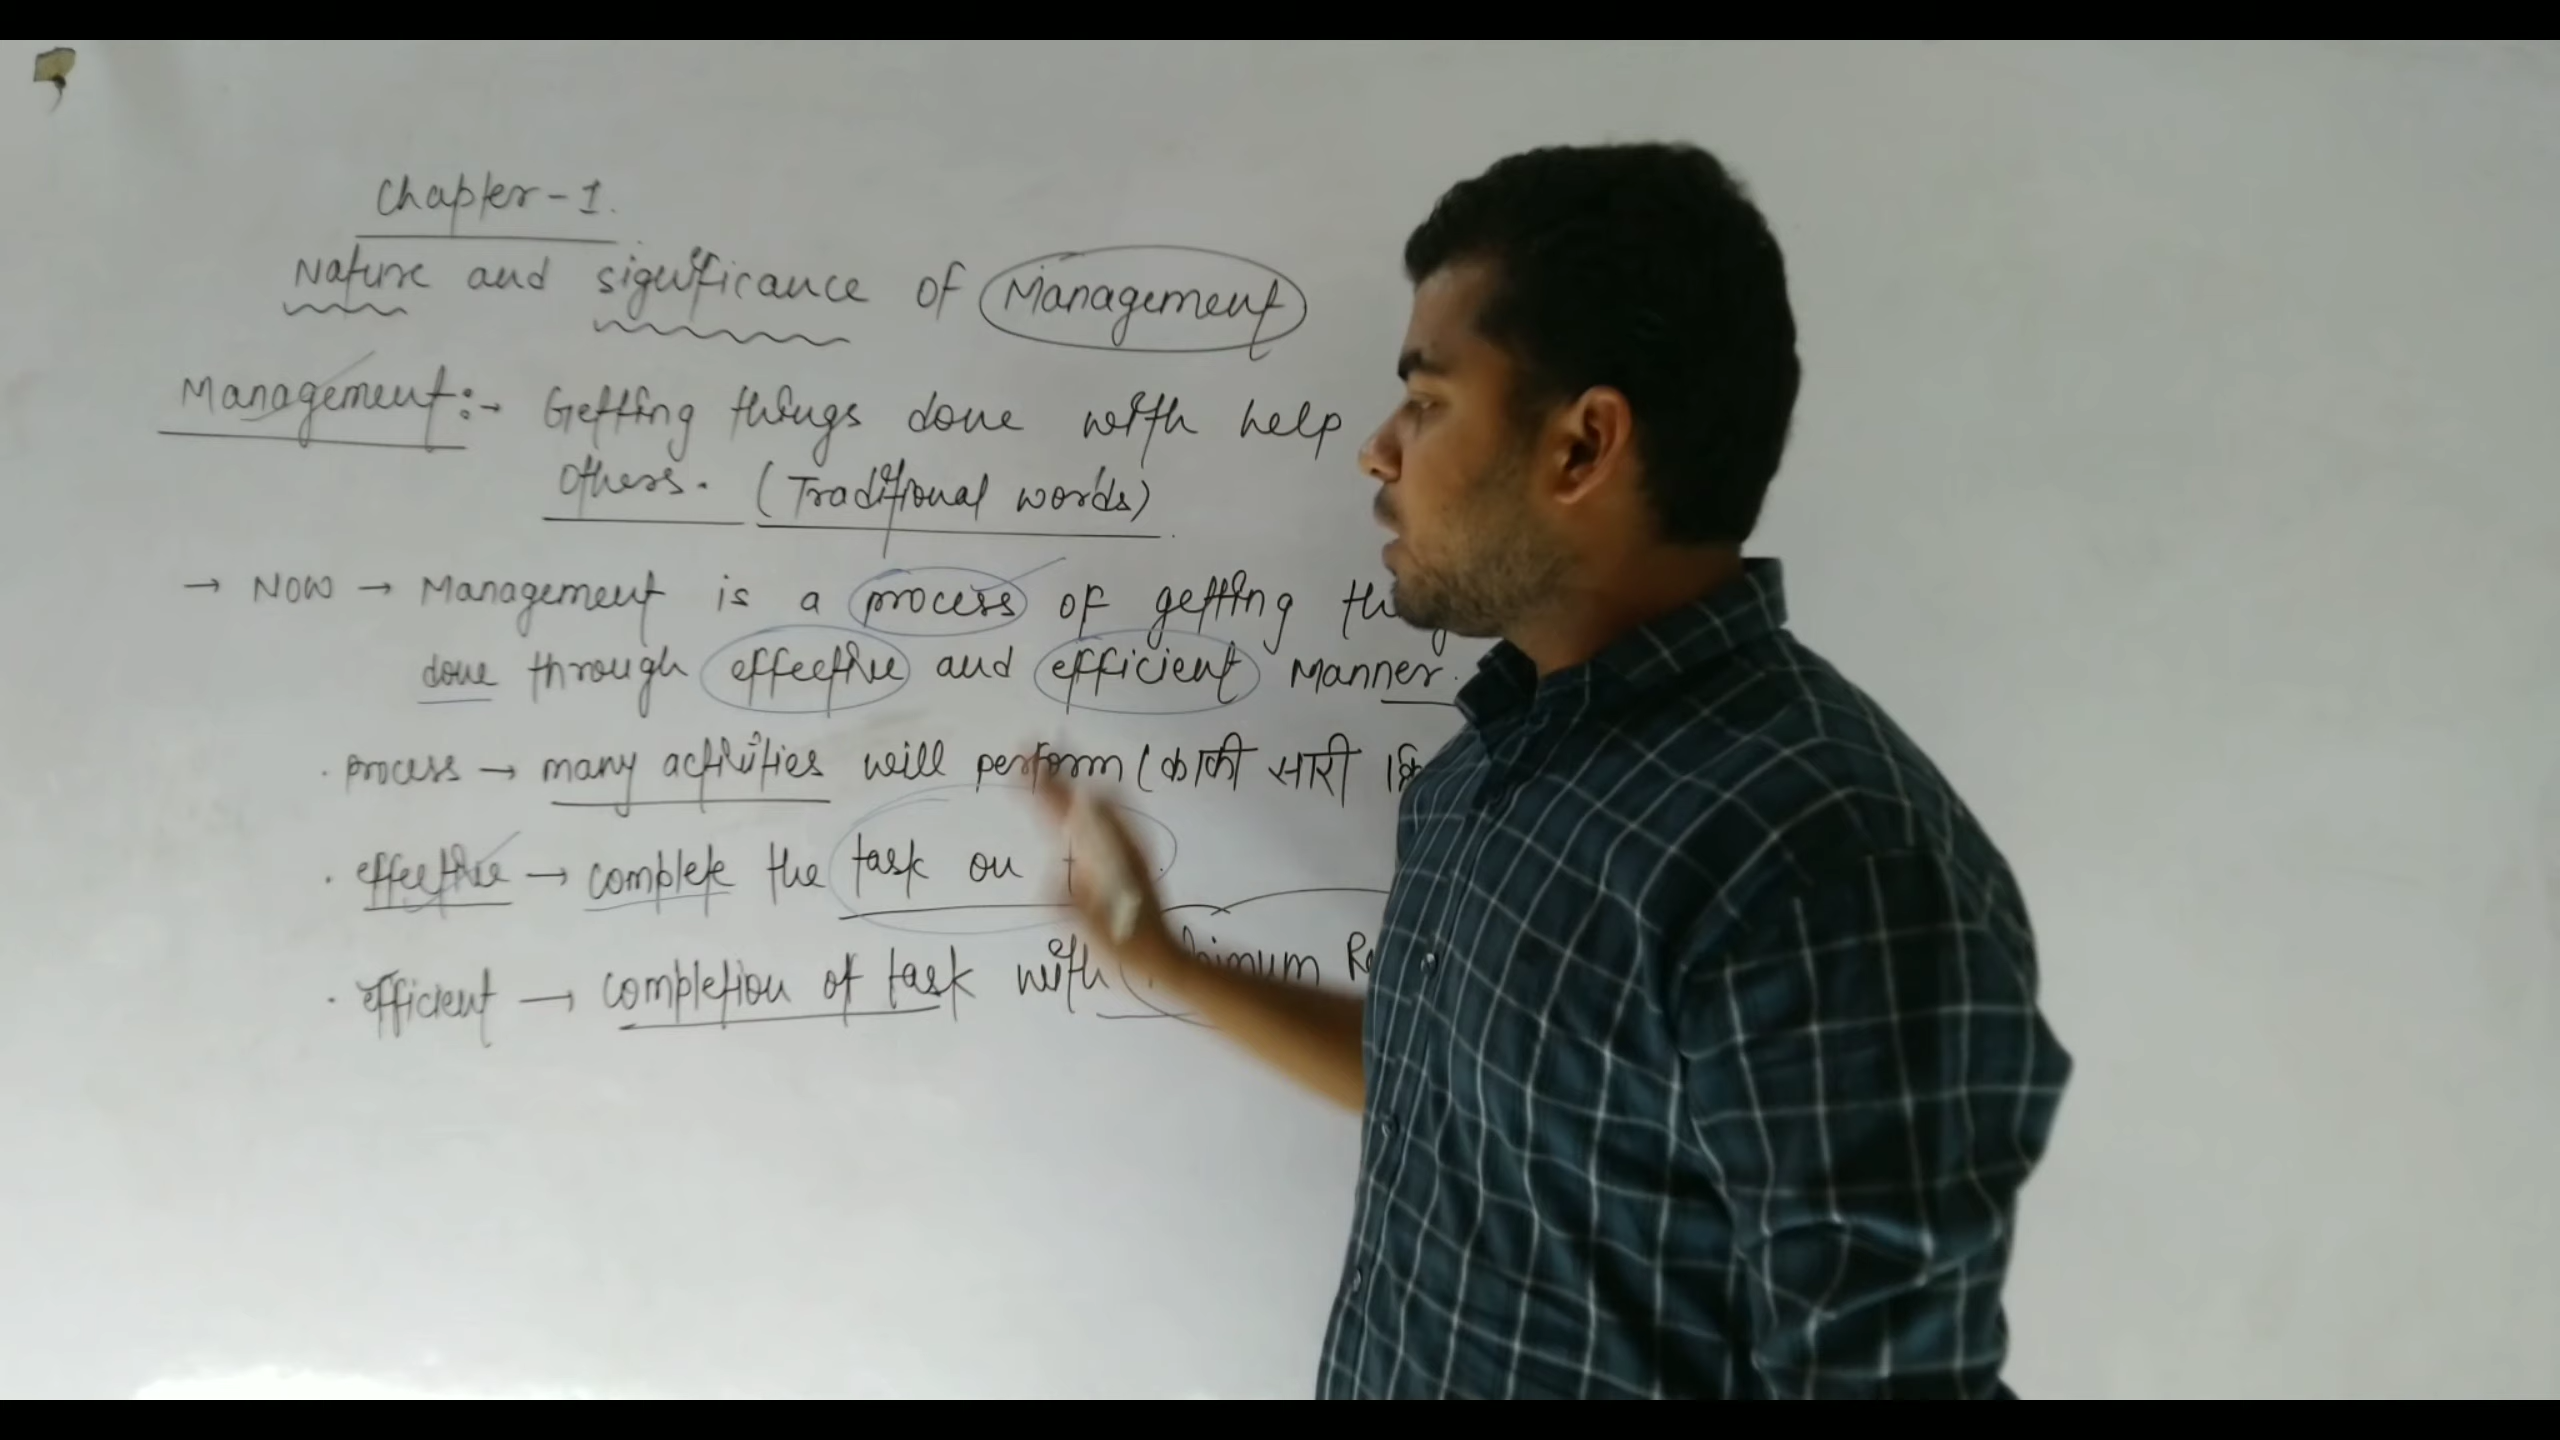 Chapter-1.
Nature and significance of Management
Management:→ Getting things done with help
others. (Traditional words)
→ NOW → Management is a process of getting
done through effective and efficient Manner.
. process → many activities will perform (काफी सारी
. effective → complete the task on
. efficient → completion of task with